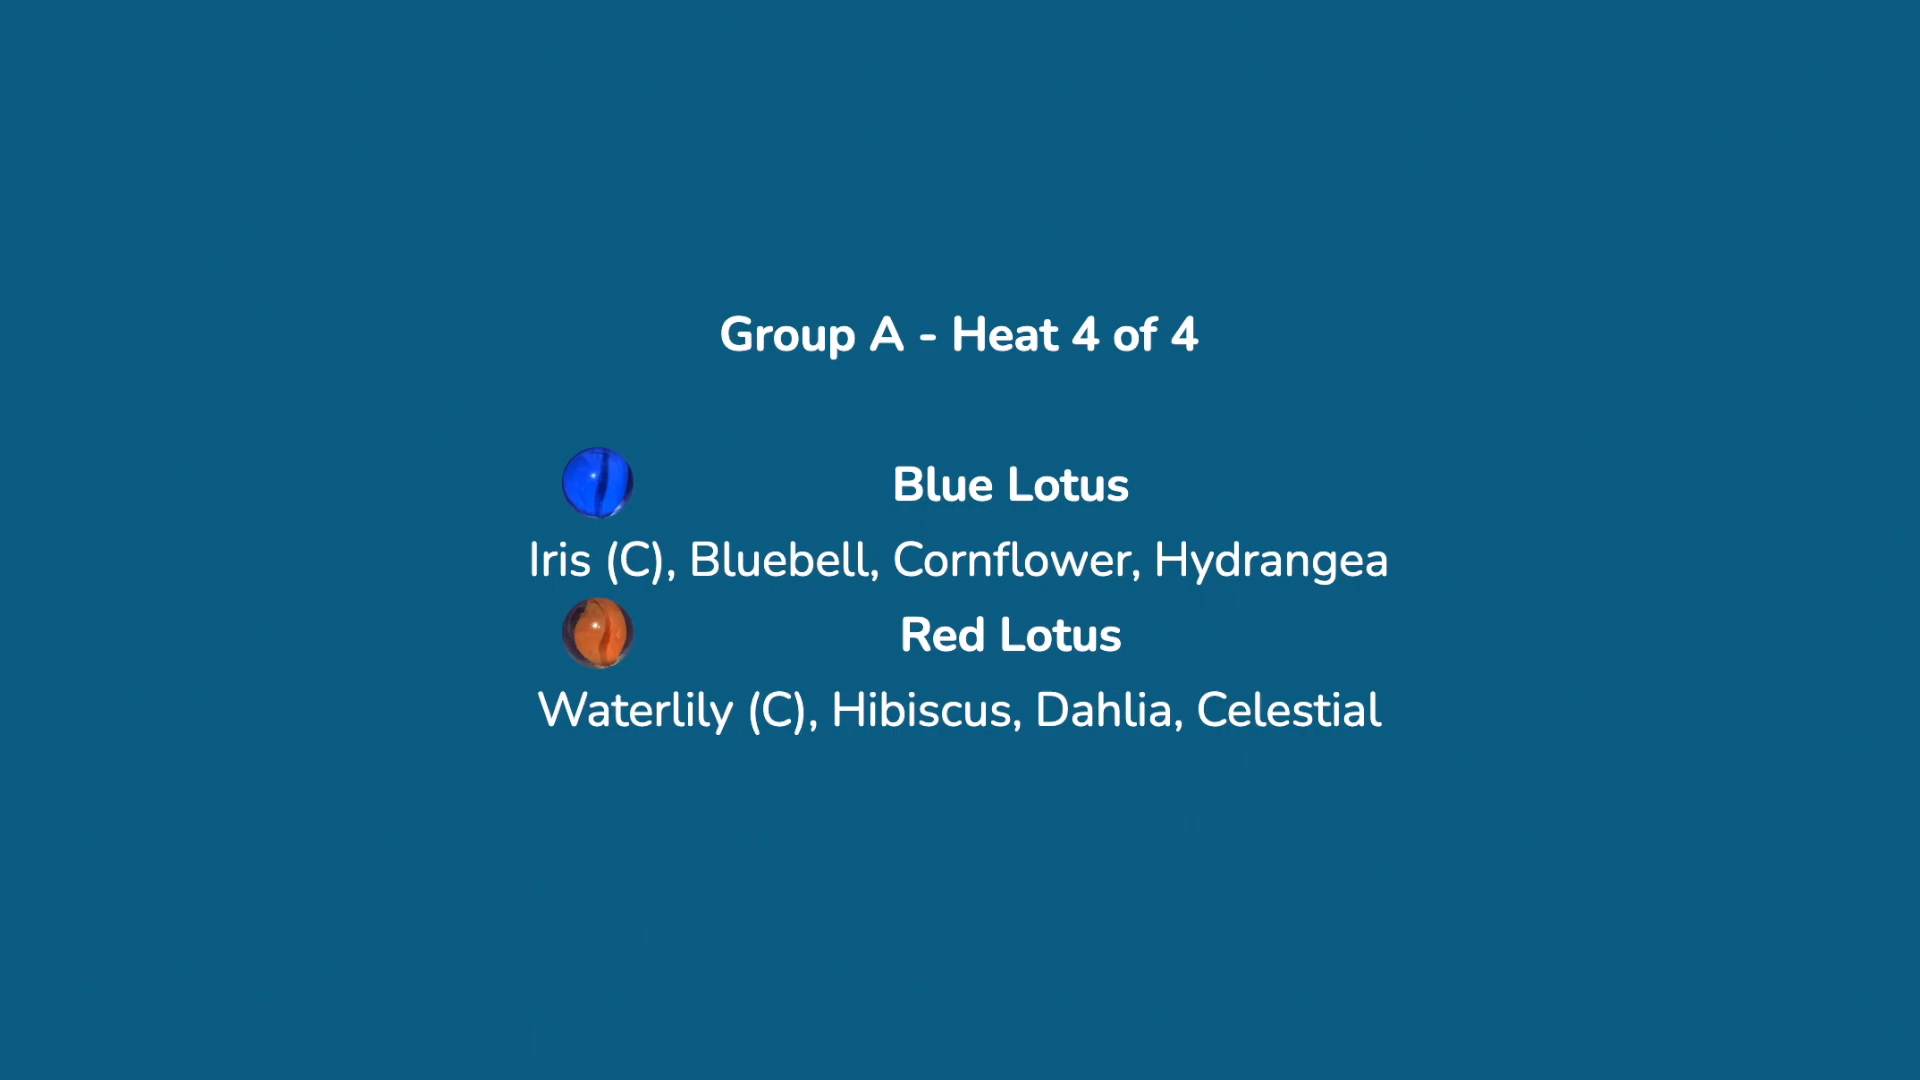 Group A - Heat 4 of 4
Blue Lotus
Iris (C), Bluebell, Cornflower, Hydrangea
Red Lotus
Waterlily (C), Hibiscus, Dahlia, Celestial